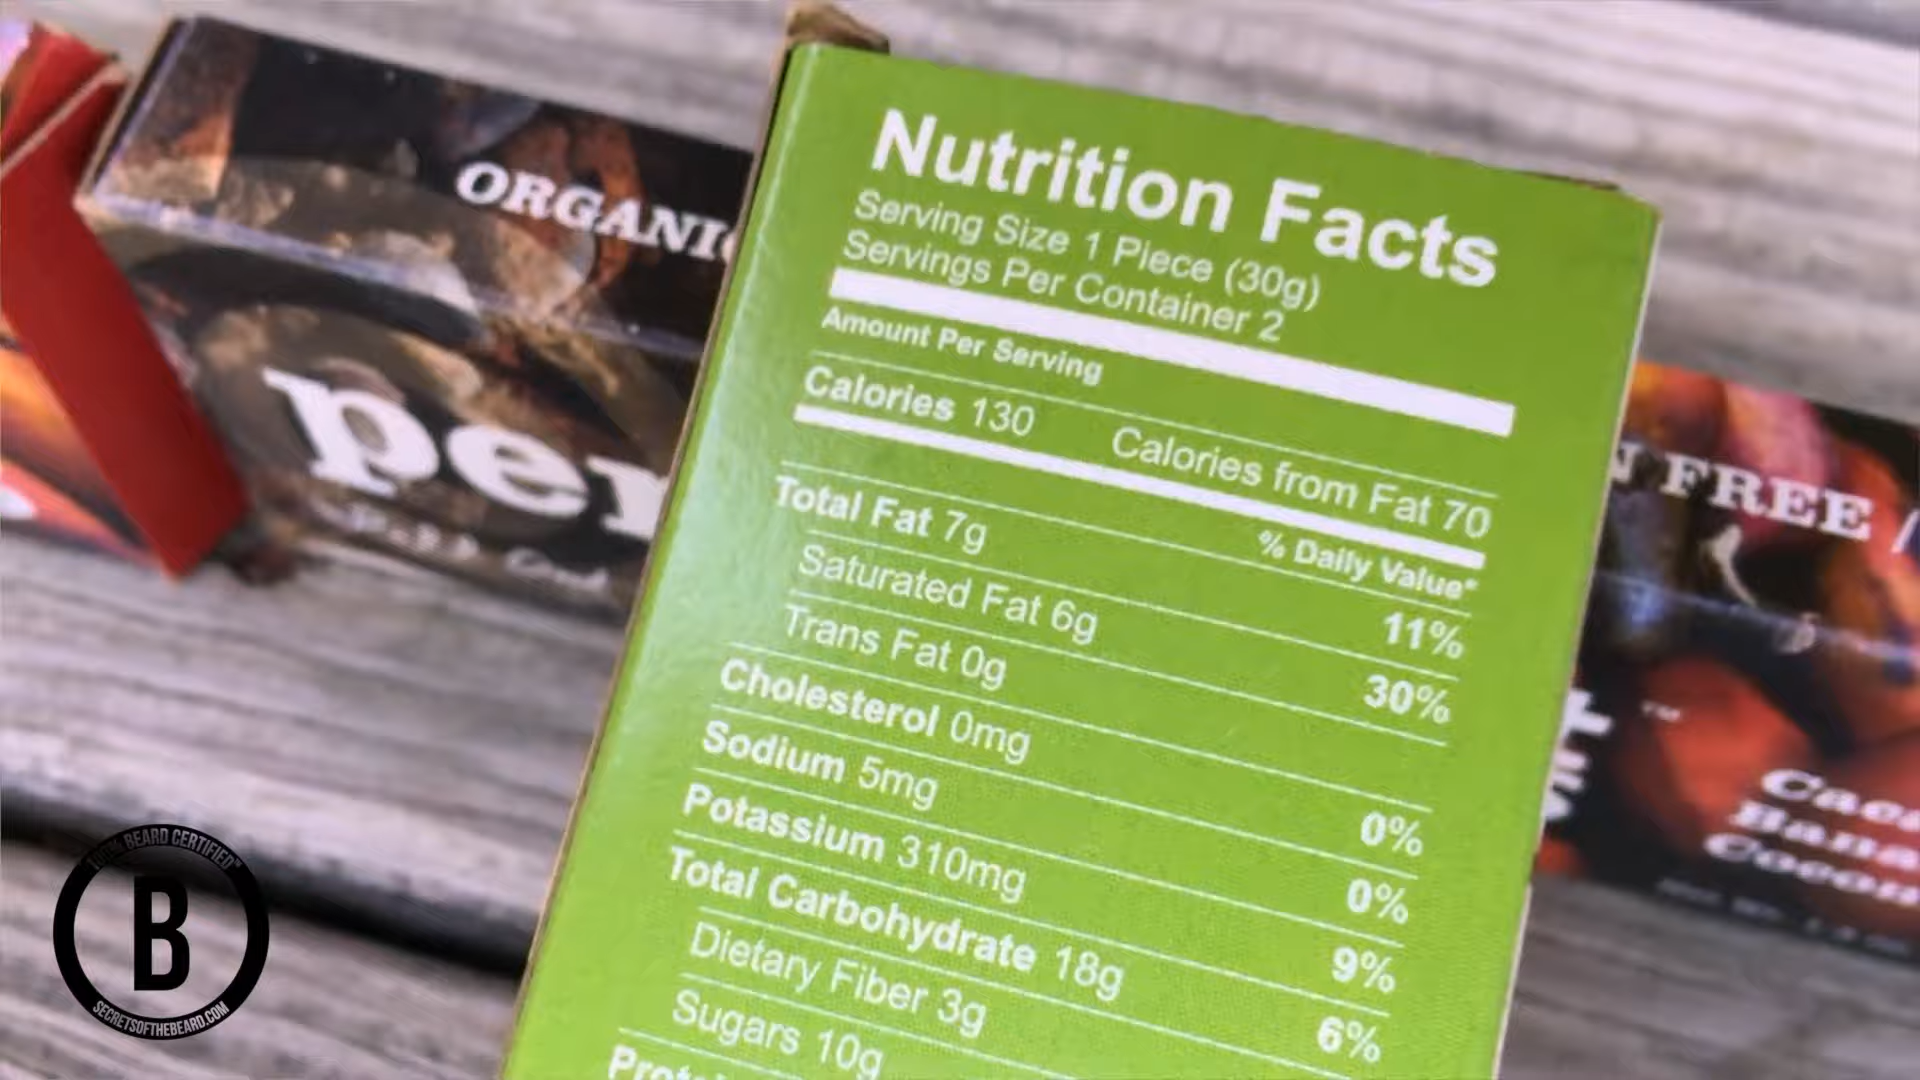 ORGANIC
pe
N FREE /
TM
Nutrition Facts
Serving Size 1 Piece (30g)
Servings Per Container 2
Amount Per Serving
Calories 130 Calories from Fat 70
% Daily Value*
Total Fat 7g 11%
Saturated Fat 6g 30%
Trans Fat 0g
Cholesterol 0mg 0%
Sodium 5mg 0%
Potassium 310mg 9%
Total Carbohydrate 18g 6%
Dietary Fiber 3g
Sugars 10g
100% BEARD CERTIFIED™
B
SECRETSOFTHEBEARD.COM